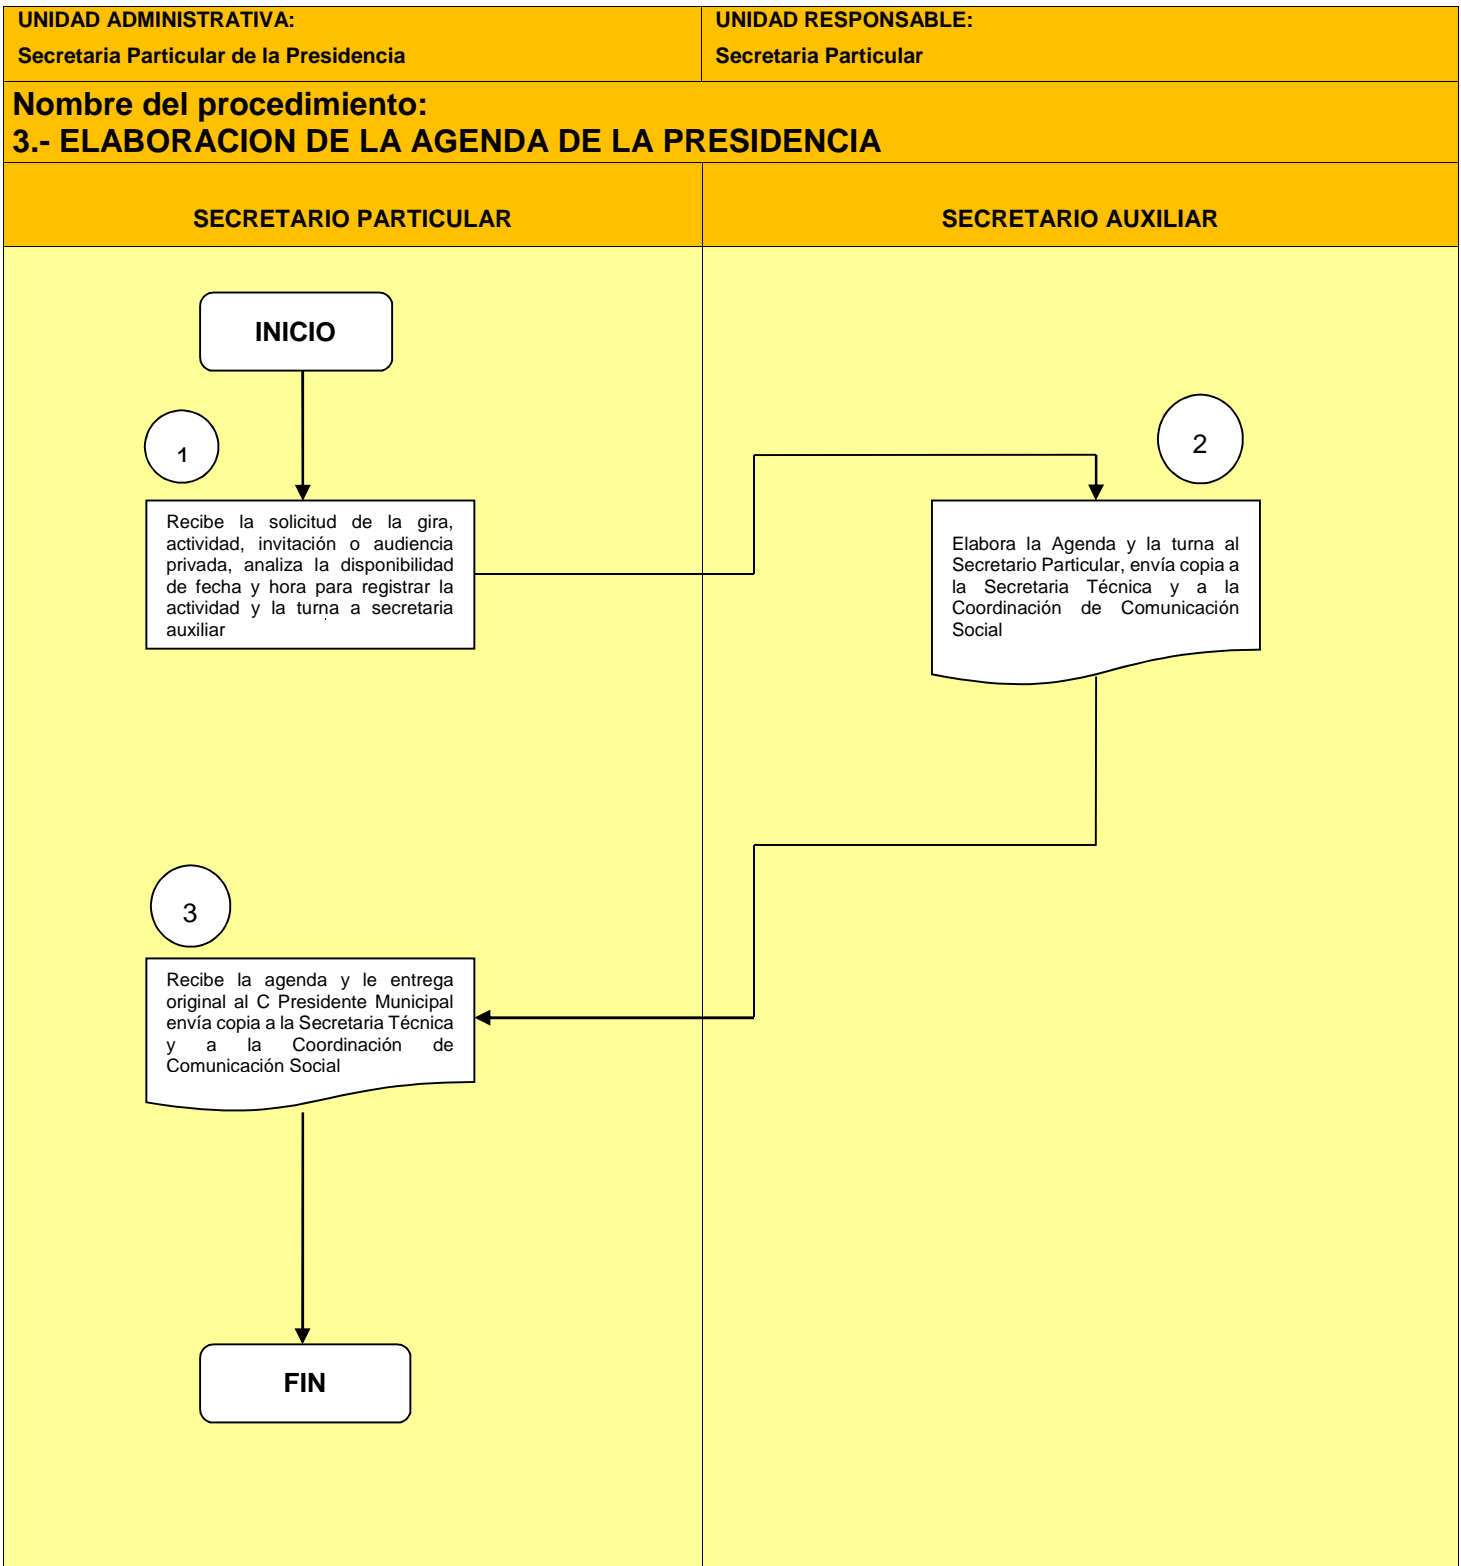 UNIDAD ADMINISTRATIVA:
Secretaria Particular de la Presidencia
UNIDAD RESPONSABLE:
Secretaria Particular
Nombre del procedimiento:
3.- ELABORACION DE LA AGENDA DE LA PRESIDENCIA
SECRETARIO PARTICULAR
SECRETARIO AUXILIAR
INICIO
1
Recibe la solicitud de la gira,
actividad, invitación o audiencia
privada, analiza la disponibilidad
de fecha y hora para registrar la
actividad y la turna a secretaria
auxiliar
2
Elabora la Agenda y la turna al
Secretario Particular, envía copia a
la Secretaria Técnica y a la
Coordinación de Comunicación
Social
3
Recibe la agenda y le entrega
original al C Presidente Municipal
envía copia a la Secretaria Técnica
y a la Coordinación de
Comunicación Social
FIN